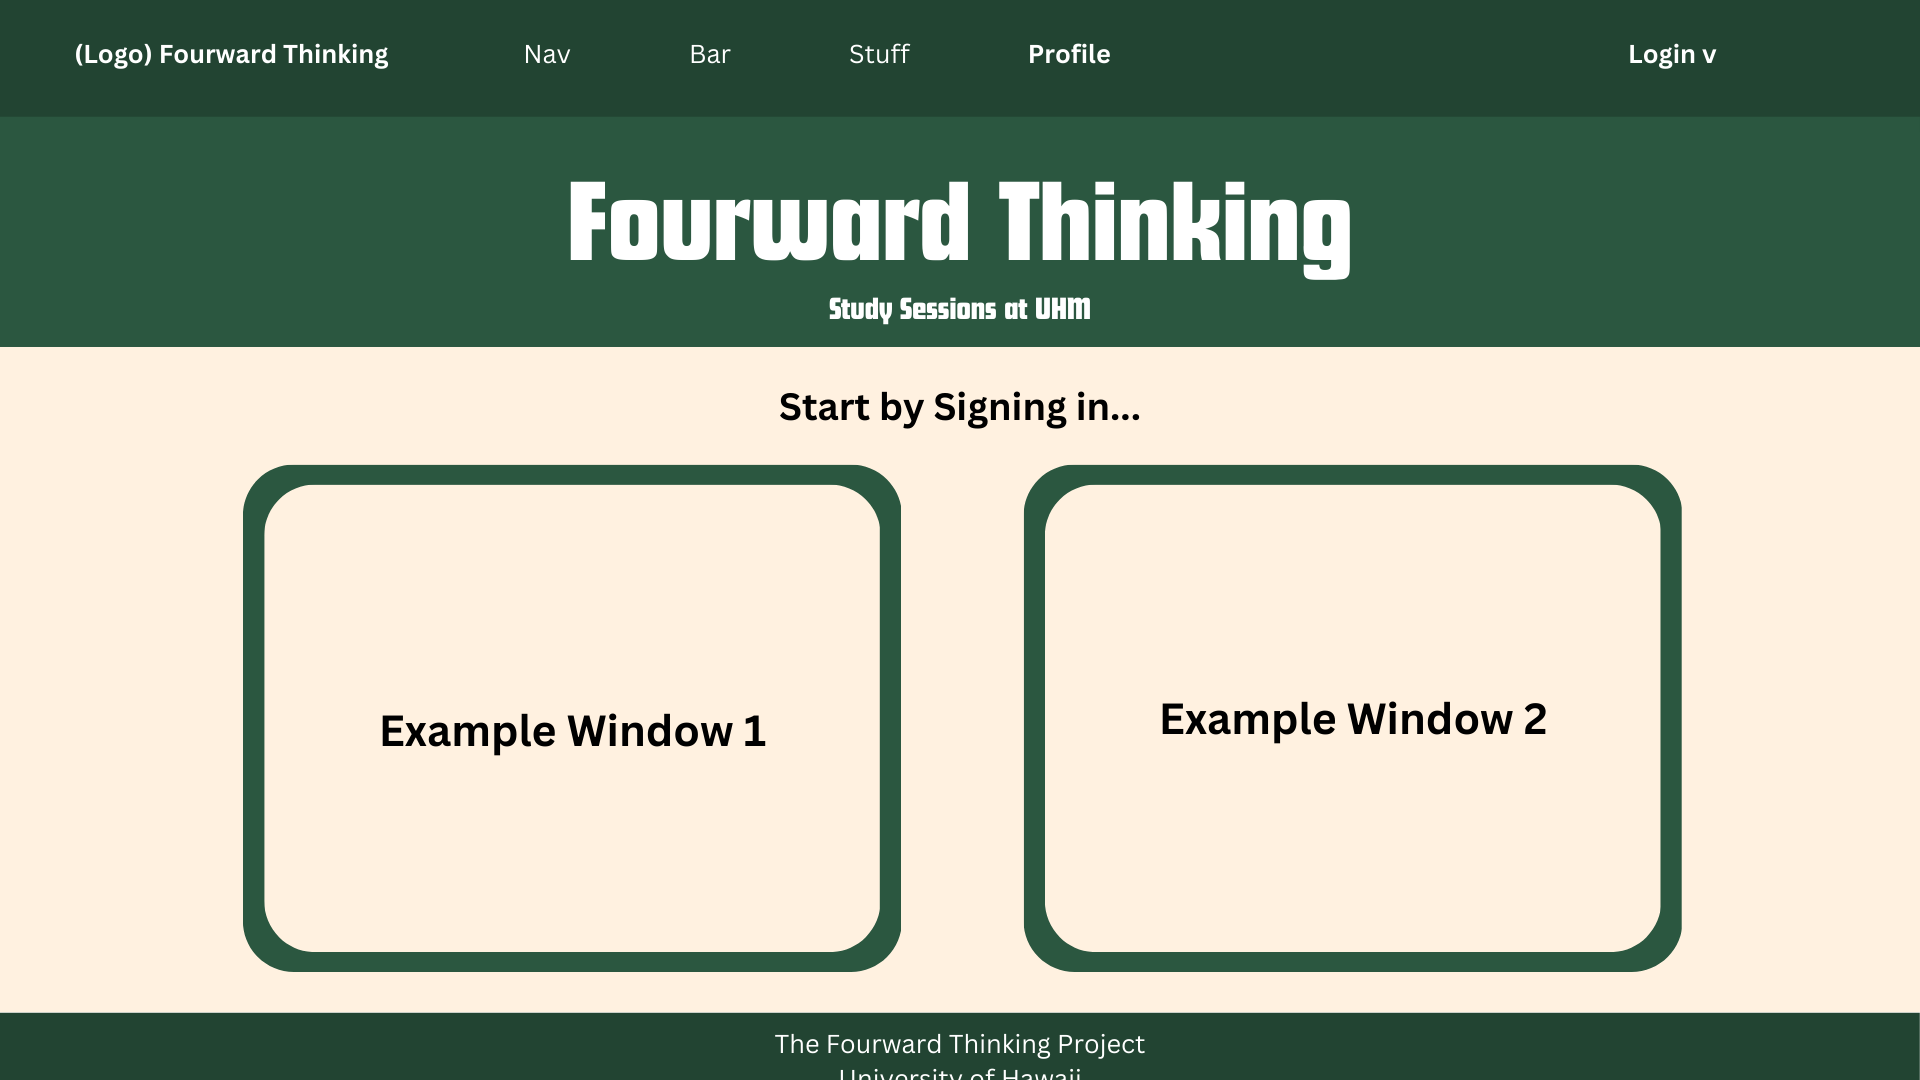 (Logo) Fourward Thinking Nav Bar Stuff Profile Login v
Fourward Thinking
Study Sessions at UHM
Start by Signing in...
Example Window 1
Example Window 2
The Fourward Thinking Project
University of Hawaii